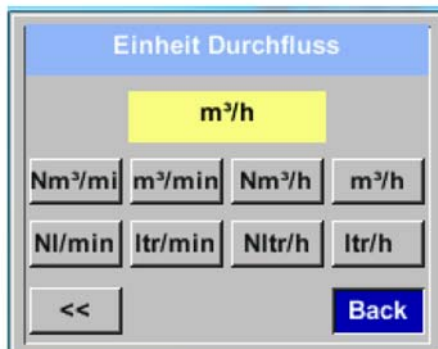 Einheit Durchfluss
m³/h
Nm³/mi m³/min Nm³/h m³/h
Nl/min ltr/min Nltr/h ltr/h
<< Back